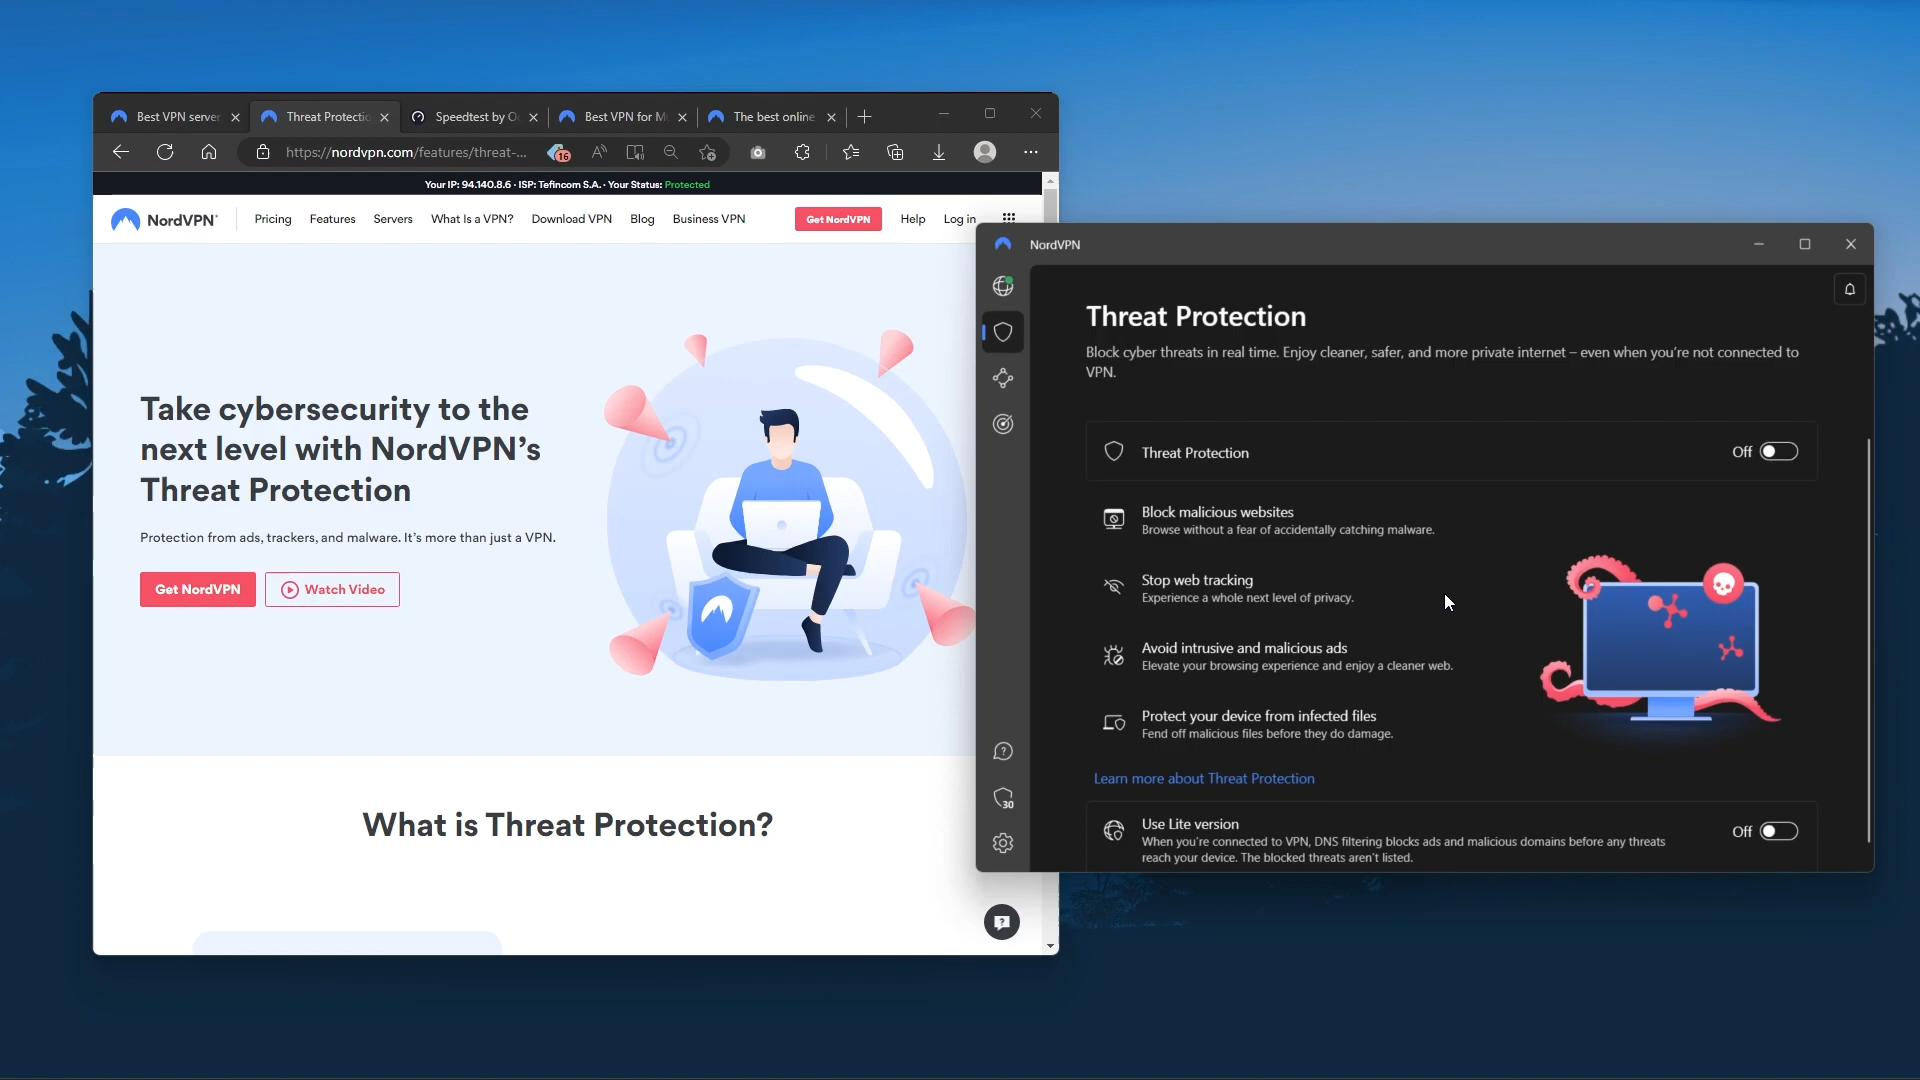 Best VPN server
Threat Protectio
Speedtest by O
Best VPN for M
The best online
https://nordvpn.com/features/threat-...
16
Your IP: 94.140.8.6 · ISP: Tefincom S.A. · Your Status: Protected
NordVPN®
Pricing
Features
Servers
What Is a VPN?
Download VPN
Blog
Business VPN
Get NordVPN
Help
Log in
Take cybersecurity to the
next level with NordVPN's
Threat Protection
Protection from ads, trackers, and malware. It's more than just a VPN.
Get NordVPN
Watch Video
What is Threat Protection?
NordVPN
Threat Protection
Block cyber threats in real time. Enjoy cleaner, safer, and more private internet – even when you're not connected to
VPN.
Threat Protection
Off
Block malicious websites
Browse without a fear of accidentally catching malware.
Stop web tracking
Experience a whole next level of privacy.
Avoid intrusive and malicious ads
Elevate your browsing experience and enjoy a cleaner web.
Protect your device from infected files
Fend off malicious files before they do damage.
Learn more about Threat Protection
30
Use Lite version
Off
When you're connected to VPN, DNS filtering blocks ads and malicious domains before any threats
reach your device. The blocked threats aren't listed.